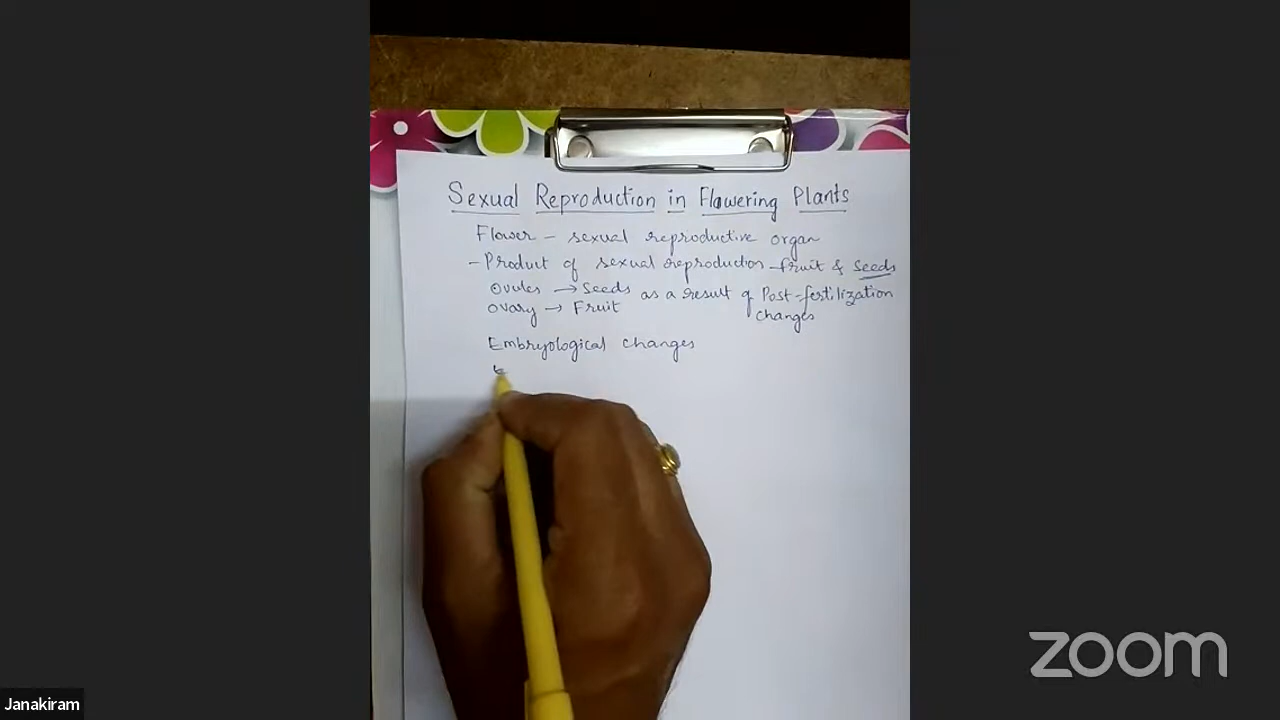 Sexual Reproduction in Flowering Plants
Flower - sexual reproductive organ
- Product of sexual reproduction - fruit & seeds
Ovules → Seeds as a result of Post-fertilization
Ovary → Fruit changes
Embryological changes
zoom
Janakiram